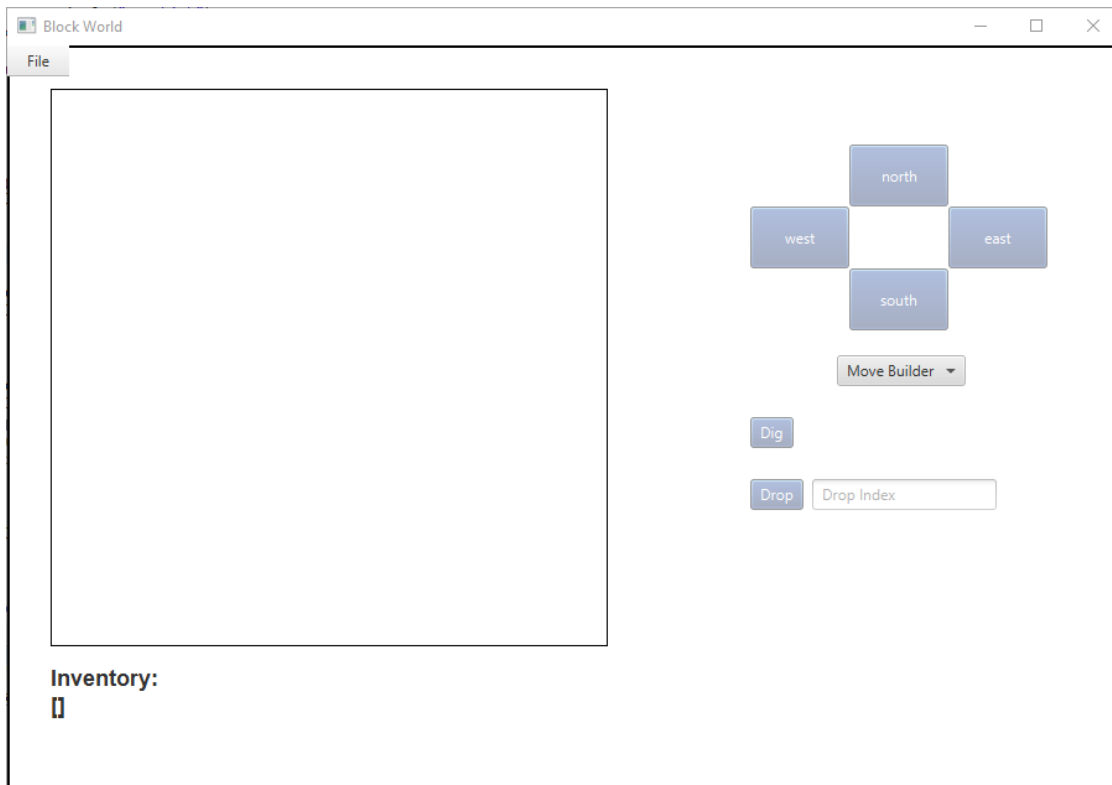 Block World
File
north
west
east
south
Move Builder
Dig
Drop
Drop Index
Inventory:
[]